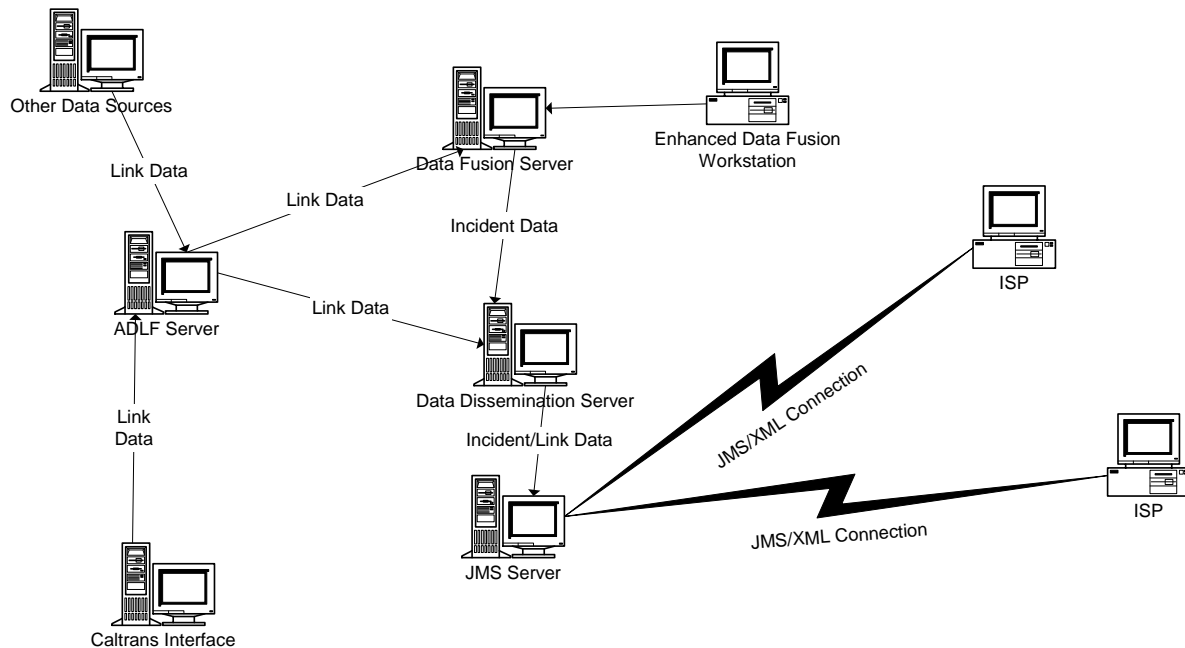 Other Data Sources
Enhanced Data Fusion
Workstation
Data Fusion Server
Link Data
Link Data
Incident Data
ISP
Link Data
ADLF Server
Data Dissemination Server
JMS/XML Connection
Link
Data
Incident/Link Data
ISP
JMS/XML Connection
JMS Server
Caltrans Interface